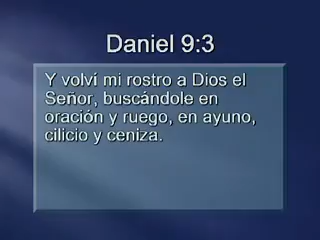 Daniel 9:3
Y volví mi rostro a Dios el
Señor, buscándole en
oración y ruego, en ayuno,
cilicio y ceniza.